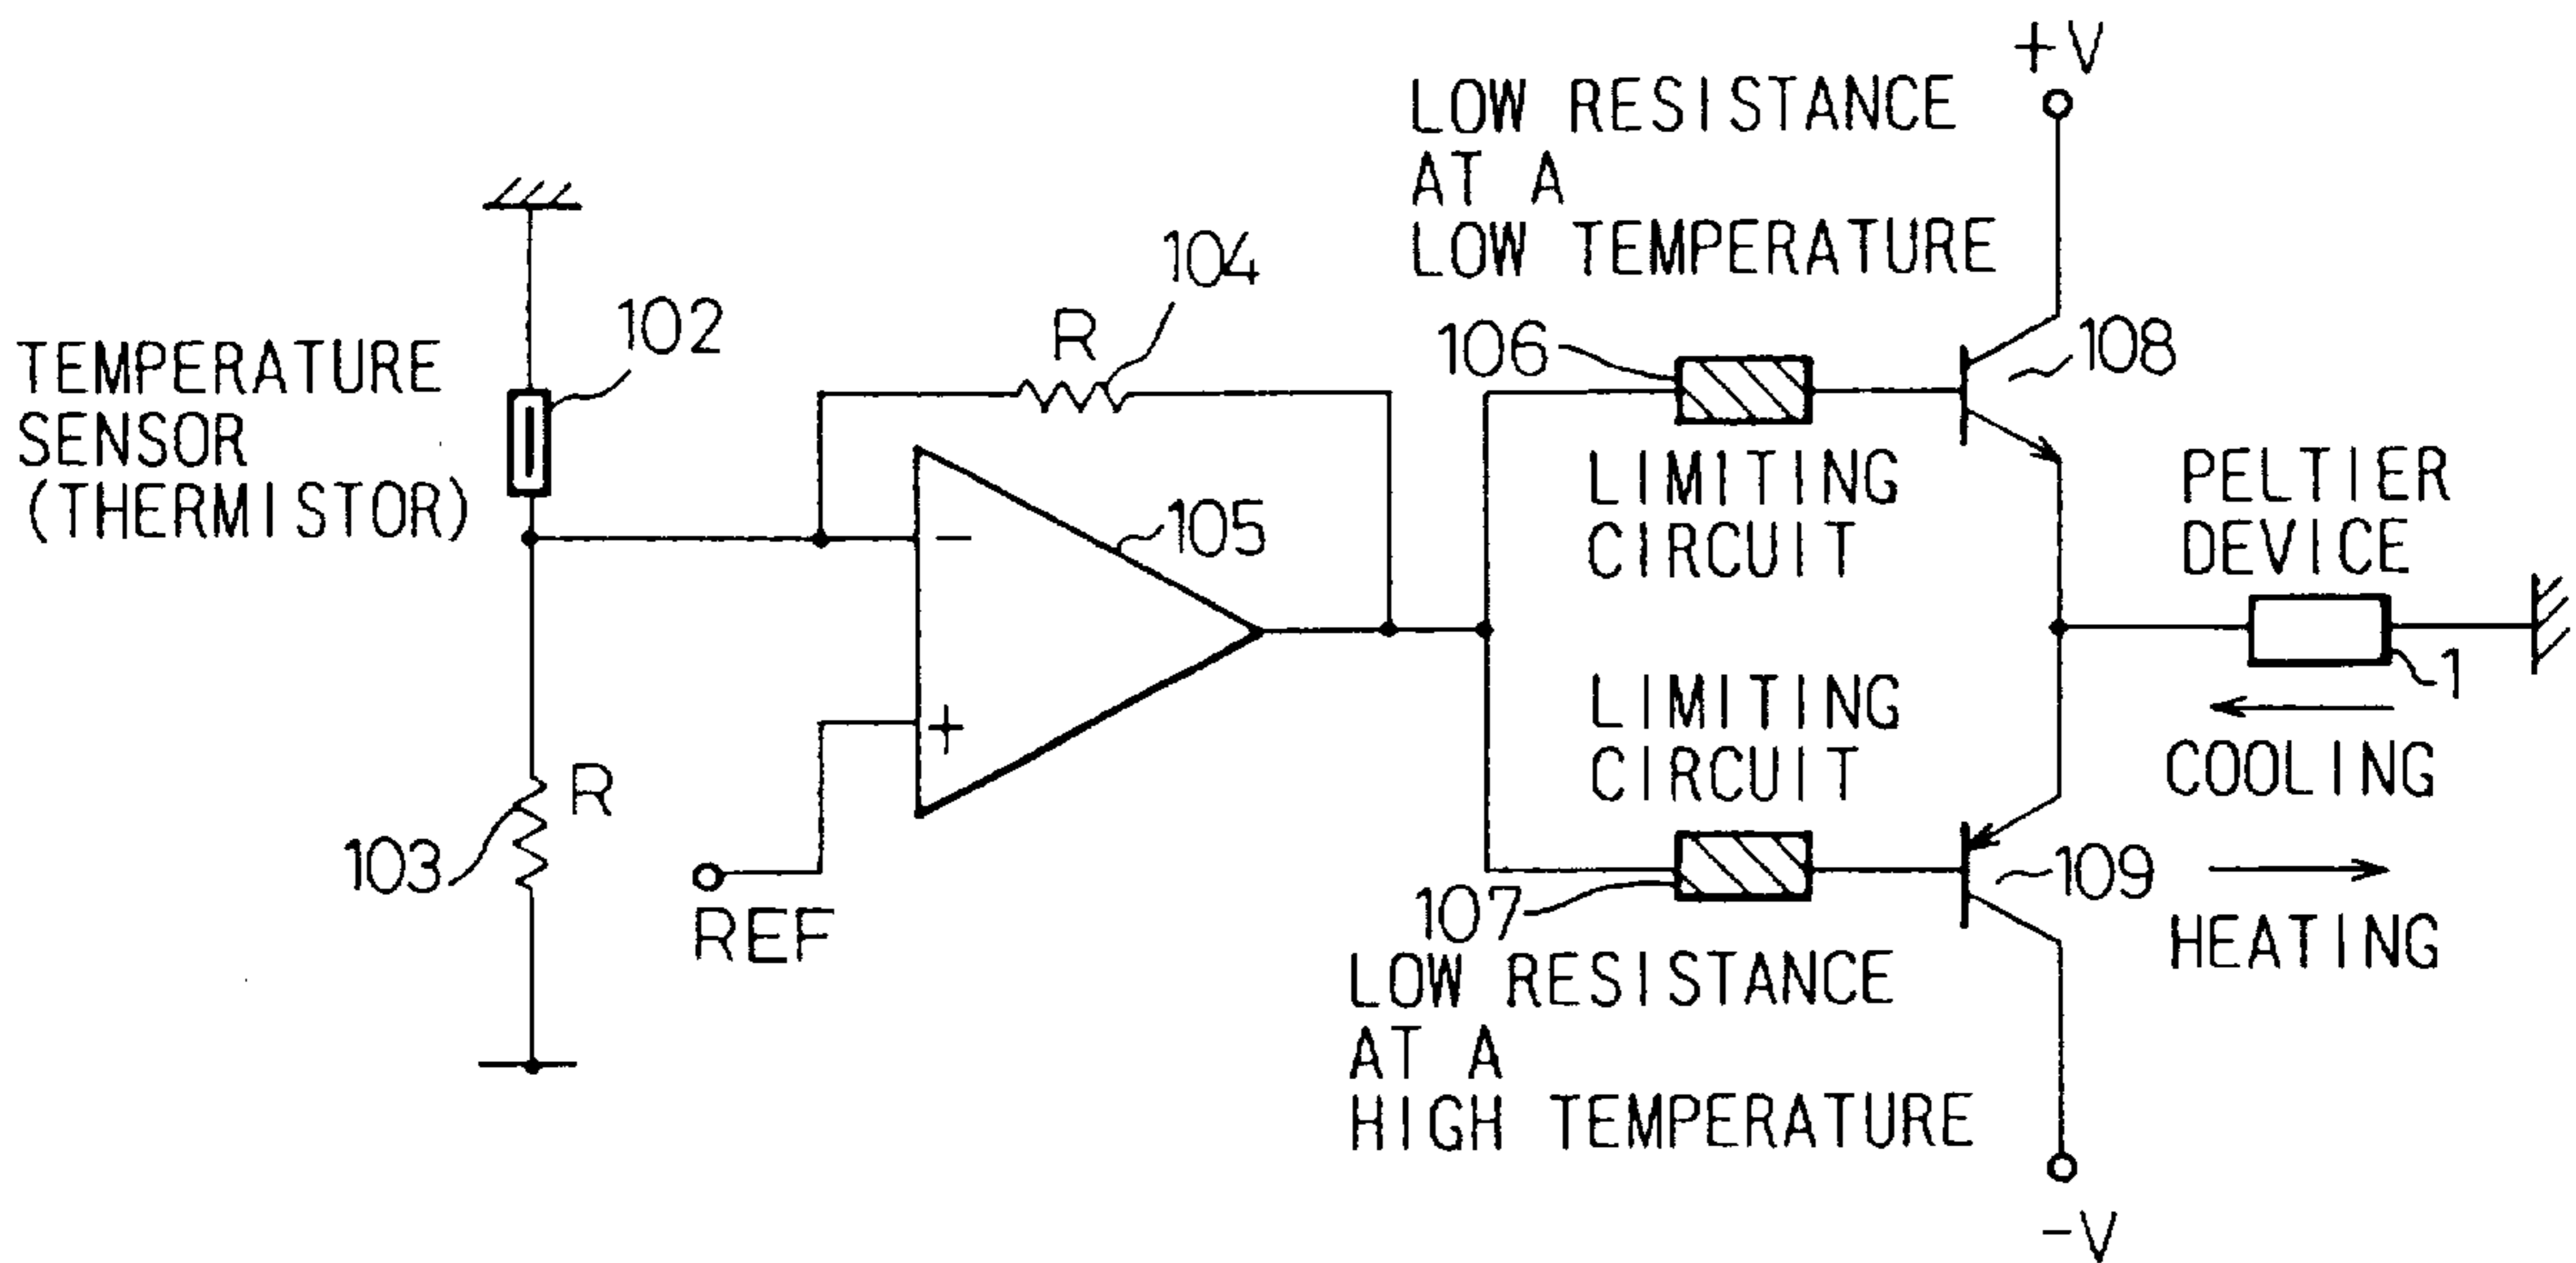 +V
LOW RESISTANCE
AT A
LOW TEMPERATURE
104
R
102
TEMPERATURE
SENSOR
(THERMISTOR)
106
108
LIMITING
CIRCUIT
PELTIER
DEVICE
105
-
+
1
LIMITING
CIRCUIT
COOLING
R
103
REF
107
109
HEATING
LOW RESISTANCE
AT A
HIGH TEMPERATURE
-V